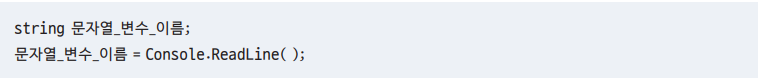 string 문자열_변수_이름;
문자열_변수_이름 = Console.ReadLine( );